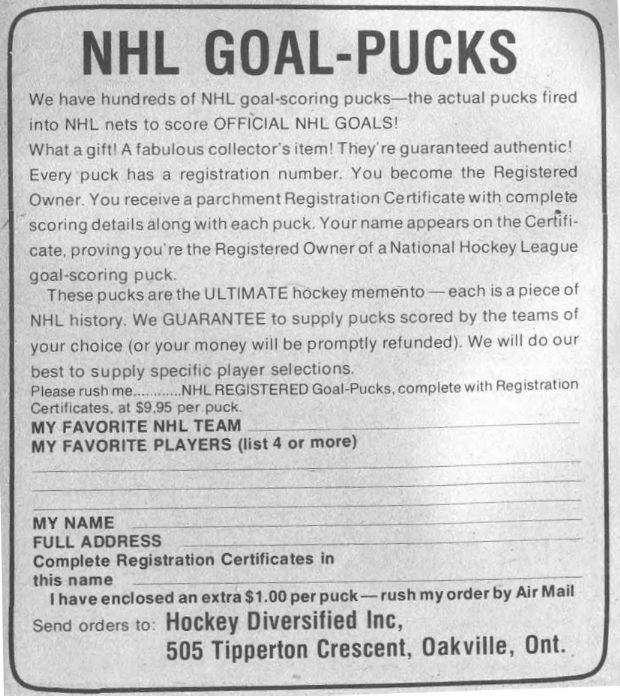 NHL GOAL-PUCKS
We have hundreds of NHL goal-scoring pucks—the actual pucks fired
into NHL nets to score OFFICIAL NHL GOALS!
What a gift! A fabulous collector's item! They're guaranteed authentic!
Every puck has a registration number. You become the Registered
Owner. You receive a parchment Registration Certificate with complete
scoring details along with each puck. Your name appears on the Certifi-
cate, proving you're the Registered Owner of a National Hockey League
goal-scoring puck.
These pucks are the ULTIMATE hockey memento — each is a piece of
NHL history. We GUARANTEE to supply pucks scored by the teams of
your choice (or your money will be promptly refunded). We will do our
best to supply specific player selections.
Please rush me...........NHL REGISTERED Goal-Pucks, complete with Registration
Certificates, at $9.95 per puck.
MY FAVORITE NHL TEAM
MY FAVORITE PLAYERS (list 4 or more)
MY NAME
FULL ADDRESS
Complete Registration Certificates in
this name
I have enclosed an extra $1.00 per puck — rush my order by Air Mail
Send orders to: Hockey Diversified Inc,
505 Tipperton Crescent, Oakville, Ont.